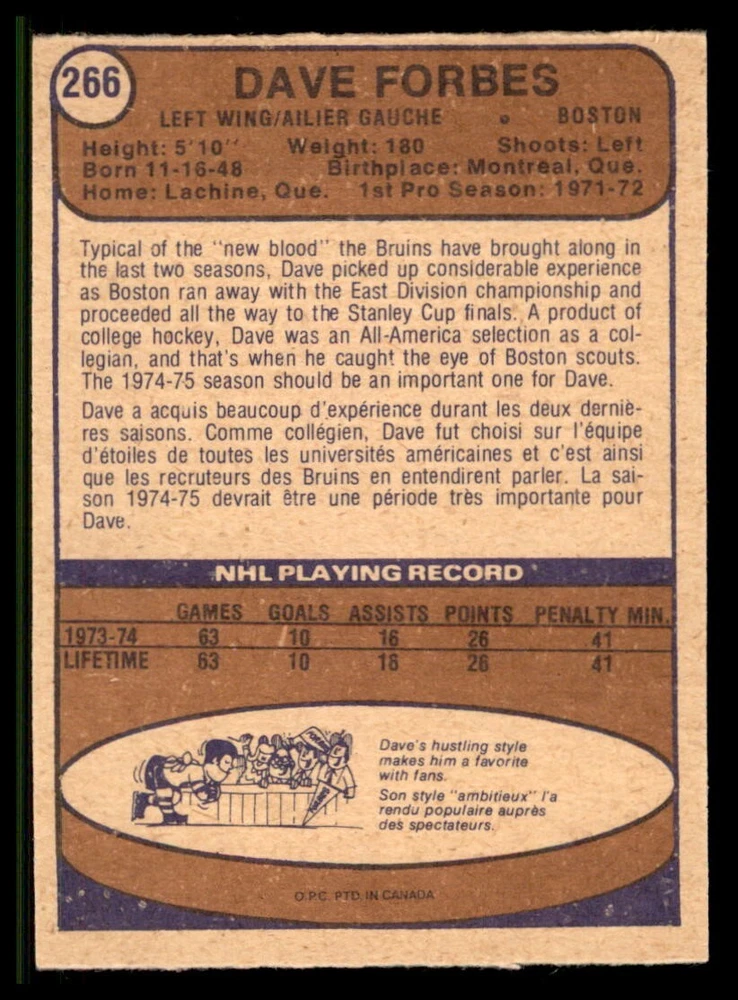 266
DAVE FORBES
LEFT WING/AILIER GAUCHE • BOSTON
Height: 5'10" Weight: 180 Shoots: Left
Born 11-16-48 Birthplace: Montreal, Que.
Home: Lachine, Que. 1st Pro Season: 1971-72
Typical of the "new blood" the Bruins have brought along in
the last two seasons, Dave picked up considerable experience
as Boston ran away with the East Division championship and
proceeded all the way to the Stanley Cup finals. A product of
college hockey, Dave was an All-America selection as a col-
legian, and that's when he caught the eye of Boston scouts.
The 1974-75 season should be an important one for Dave.
Dave a acquis beaucoup d'expérience durant les deux derniè-
res saisons. Comme collégien, Dave fut choisi sur l'équipe
d'étoiles de toutes les universités américaines et c'est ainsi
que les recruteurs des Bruins en entendirent parler. La sai-
son 1974-75 devrait être une période très importante pour
Dave.
NHL PLAYING RECORD
GAMES GOALS ASSISTS POINTS PENALTY MIN.
1973-74 63 10 16 26 41
LIFETIME 63 10 16 26 41
Dave's hustling style
makes him a favorite
with fans.
Son style "ambitieux" l'a
rendu populaire auprès
des spectateurs.
O.P.C. PTD. IN CANADA